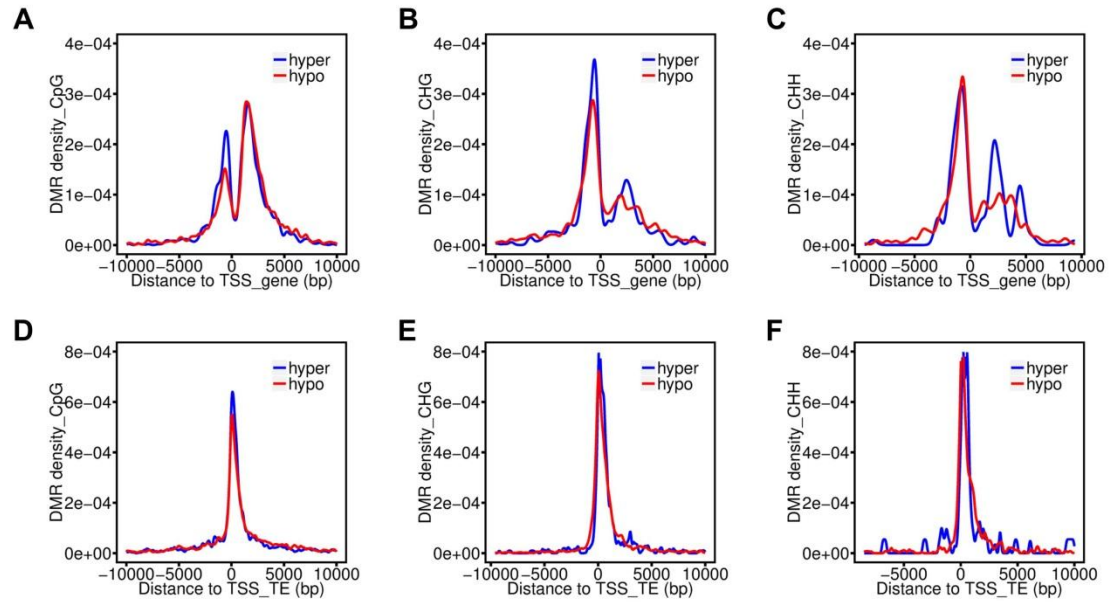 A
DMR density_CpG
4e−04
3e−04
2e−04
1e−04
0e+00
hyper
hypo
−10000 −5000 0 5000 10000
Distance to TSS_gene (bp)
B
DMR density_CHG
4e−04
3e−04
2e−04
1e−04
0e+00
hyper
hypo
−10000 −5000 0 5000 10000
Distance to TSS_gene (bp)
C
DMR density_CHH
4e−04
3e−04
2e−04
1e−04
0e+00
hyper
hypo
−10000 −5000 0 5000 10000
Distance to TSS_gene (bp)
D
DMR density_CpG
8e−04
6e−04
4e−04
2e−04
0e+00
hyper
hypo
−10000 −5000 0 5000 10000
Distance to TSS_TE (bp)
E
DMR density_CHG
8e−04
6e−04
4e−04
2e−04
0e+00
hyper
hypo
−10000 −5000 0 5000 10000
Distance to TSS_TE (bp)
F
DMR density_CHH
8e−04
6e−04
4e−04
2e−04
0e+00
hyper
hypo
−5000 0 5000 10000
Distance to TSS_TE (bp)